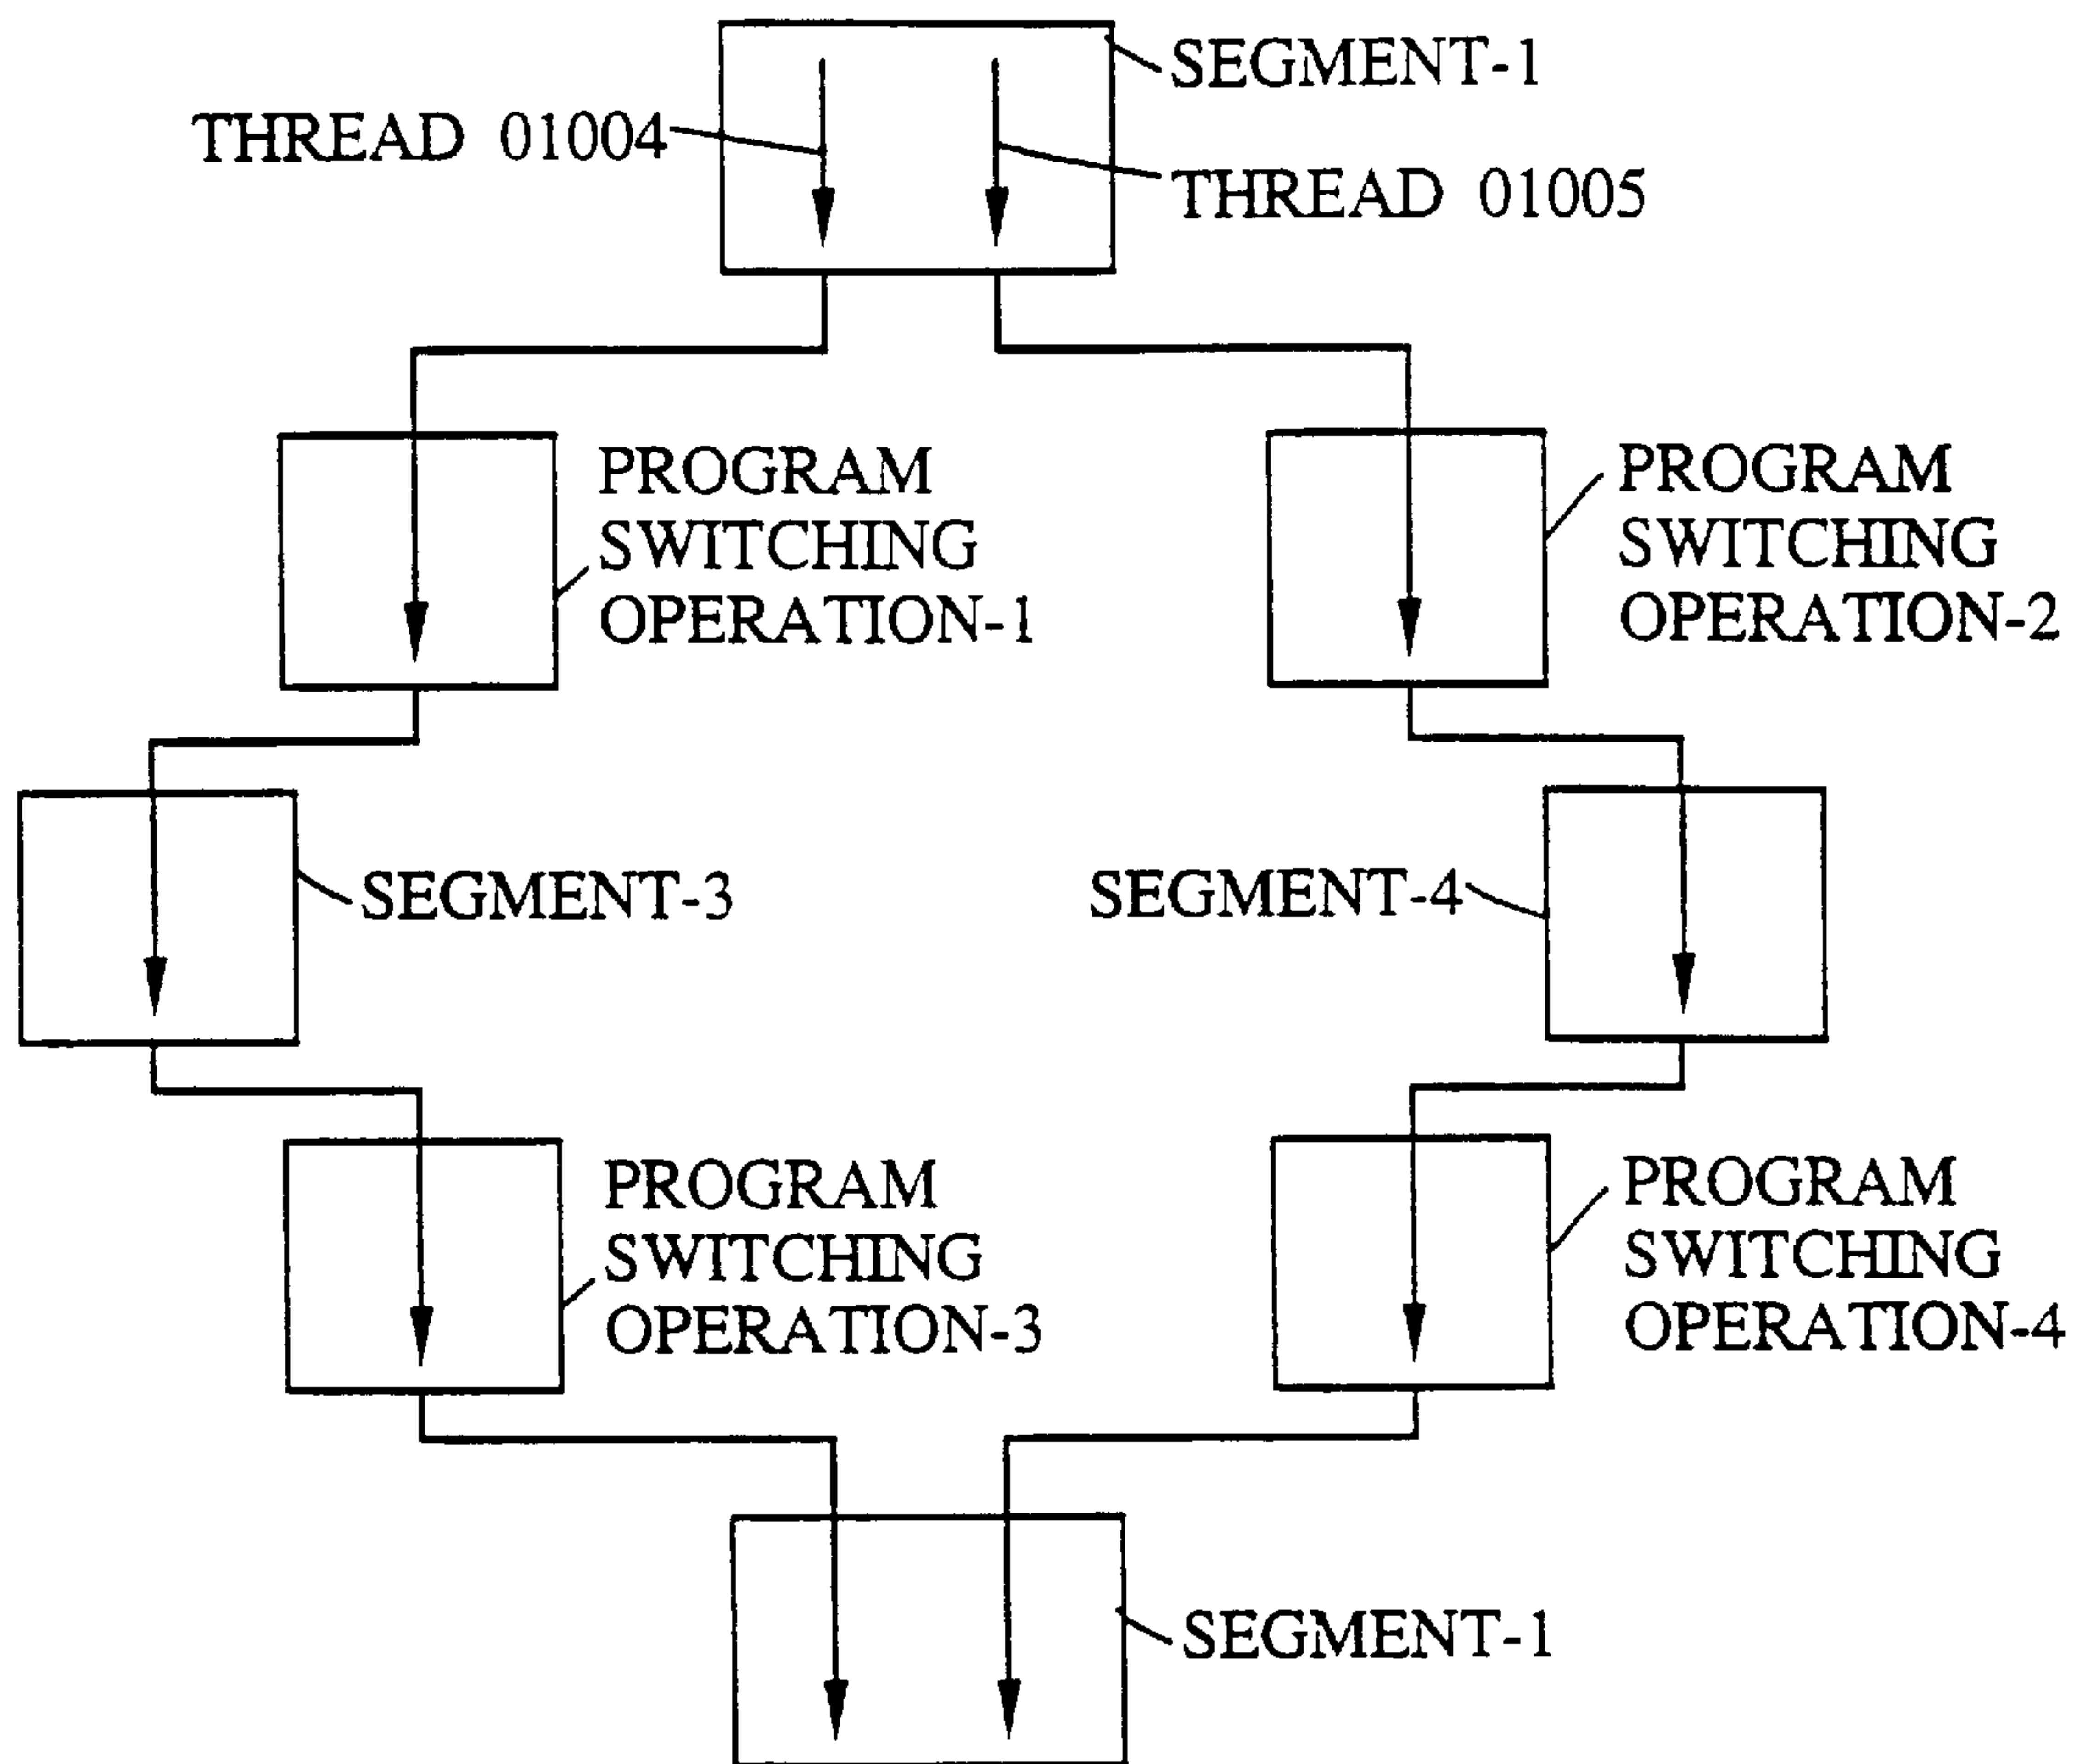 SEGMENT-1
THREAD 01004
THREAD 01005
PROGRAM
SWITCHING
OPERATION-1
PROGRAM
SWITCHING
OPERATION-2
SEGMENT-3
SEGMENT-4
PROGRAM
SWITCHING
OPERATION-3
PROGRAM
SWITCHING
OPERATION-4
SEGMENT-1